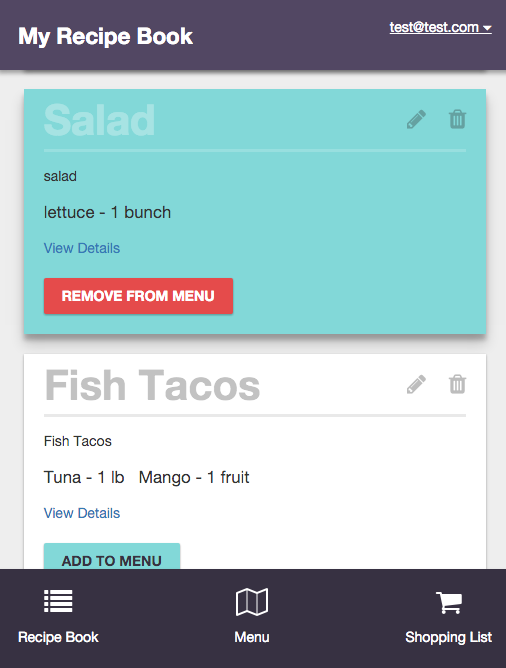 My Recipe Book
test@test.com
Salad
salad
lettuce - 1 bunch
View Details
REMOVE FROM MENU
Fish Tacos
Fish Tacos
Tuna - 1 lb Mango - 1 fruit
View Details
ADD TO MENU
Recipe Book
Menu
Shopping List